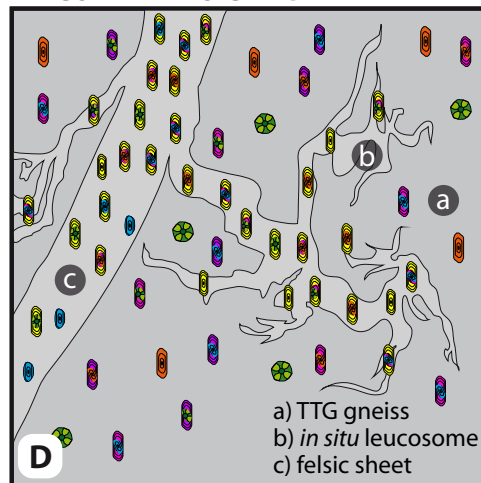 b
a
c
a) TTG gneiss
b) in situ leucosome
c) felsic sheet
D